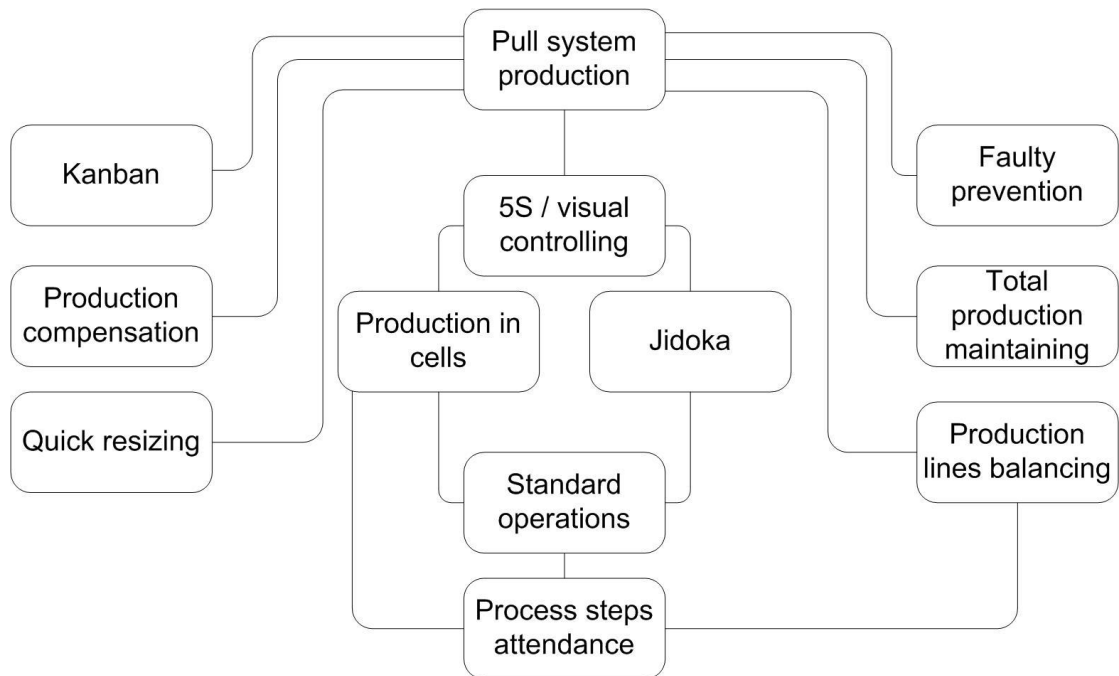 Pull system
production
Kanban
5S / visual
controlling
Faulty
prevention
Production
compensation
Production in
cells
Jidoka
Total
production
maintaining
Quick resizing
Standard
operations
Production
lines balancing
Process steps
attendance